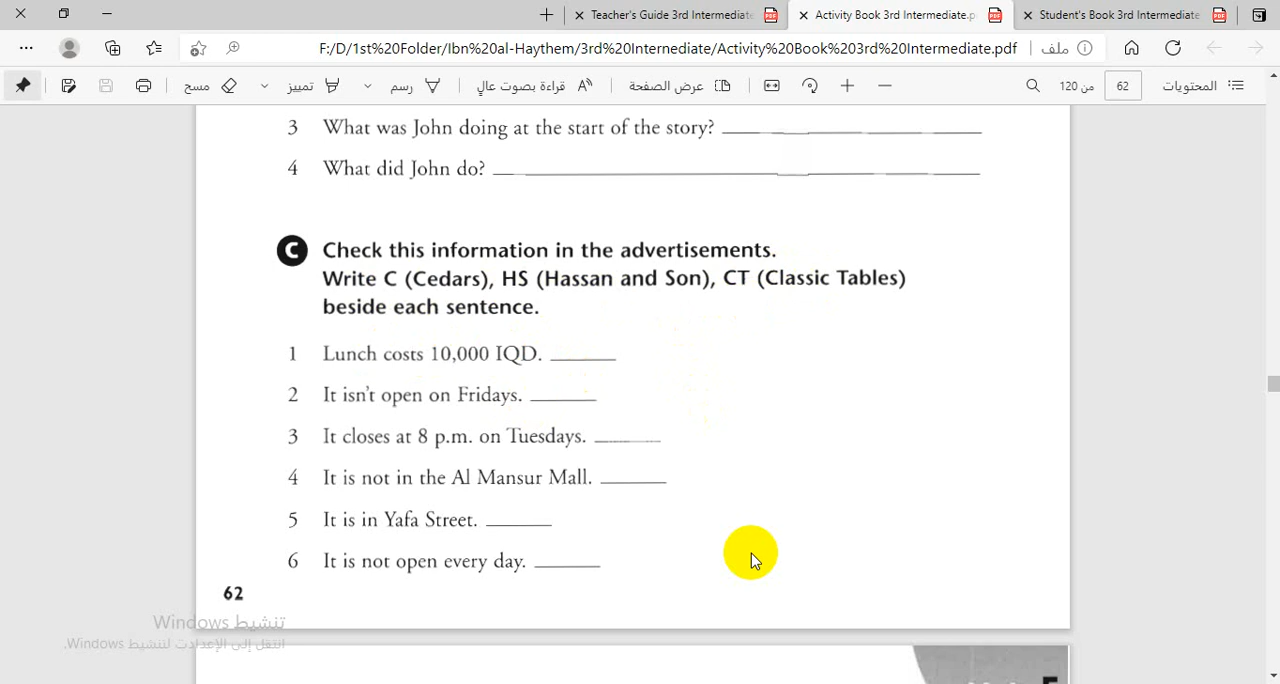 Teacher's Guide 3rd Intermediate
Activity Book 3rd Intermediate.p
Student's Book 3rd Intermediate
F:/D/1st%20Folder/Ibn%20al-Haythem/3rd%20Internediate/Activity%20Book%203rd%20Intermediate.pdf
ملف
مسح
تمييز
رسم
قراءة بصوت عالٍ
عرض الصفحة
من 120
62
المحتويات
3 What was John doing at the start of the story?
4 What did John do?
C Check this information in the advertisements.
Write C (Cedars), HS (Hassan and Son), CT (Classic Tables)
beside each sentence.
1 Lunch costs 10,000 IQD.
2 It isn't open on Fridays.
3 It closes at 8 p.m. on Tuesdays.
4 It is not in the Al Mansur Mall.
5 It is in Yafa Street.
6 It is not open every day.
62
تنشيط Windows
انتقل إلى الإعدادات لتنشيط Windows.